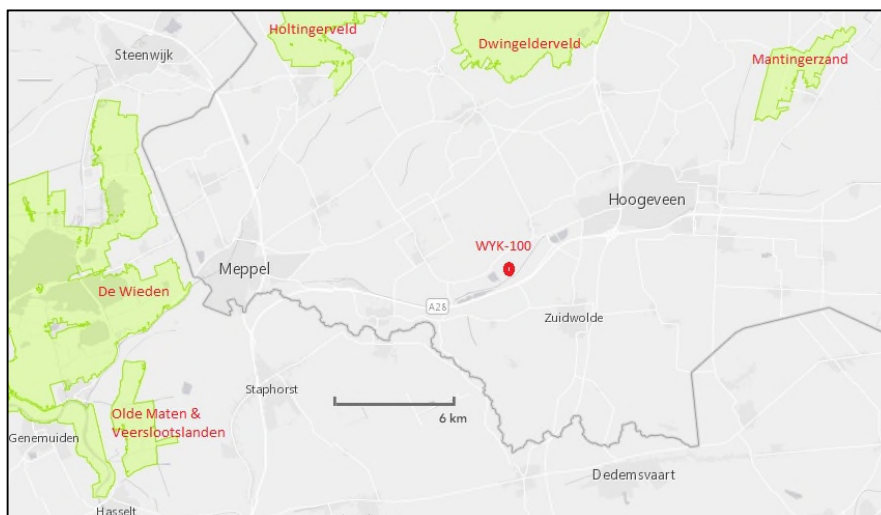 Holtingerveld
Steenwijk
Dwingelderveld
Mantingerzand
Hoogeveen
WYK-100
Meppel
De Wieden
A28
Zuidwolde
Staphorst
6 km
Olde Maten &
Veerslootslanden
Genemuiden
Dedemsvaart
Hasselt